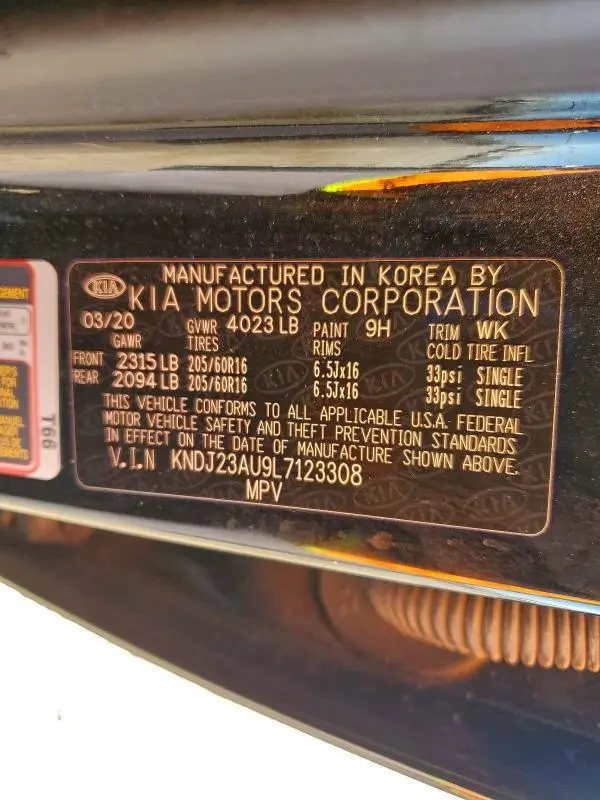 KIA
MANUFACTURED IN KOREA BY
KIA MOTORS CORPORATION
03/20 GVWR 4023 LB PAINT 9H TRIM WK
GAWR TIRES RIMS COLD TIRE INFL
FRONT 2315 LB 205/60R16 6.5Jx16 33psi SINGLE
REAR 2094 LB 205/60R16 6.5Jx16 33psi SINGLE
THIS VEHICLE CONFORMS TO ALL APPLICABLE U.S.A. FEDERAL
MOTOR VEHICLE SAFETY AND THEFT PREVENTION STANDARDS
IN EFFECT ON THE DATE OF MANUFACTURE SHOWN ABOVE.
V.I.N KNDJ23AU9L7123308
MPV
T66